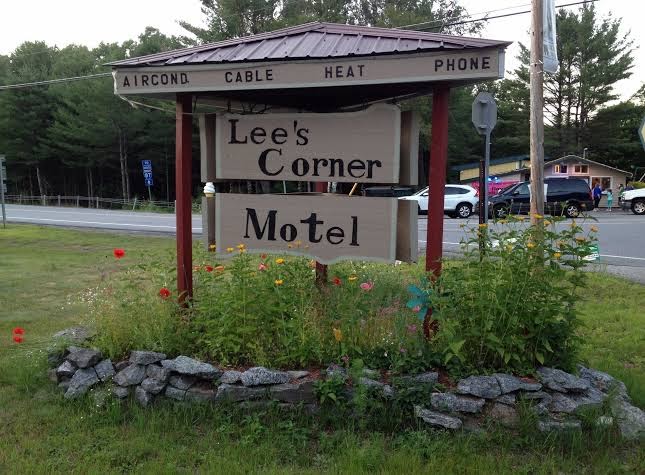 AIRCOND. CABLE HEAT PHONE
Lee's
Corner
Motel